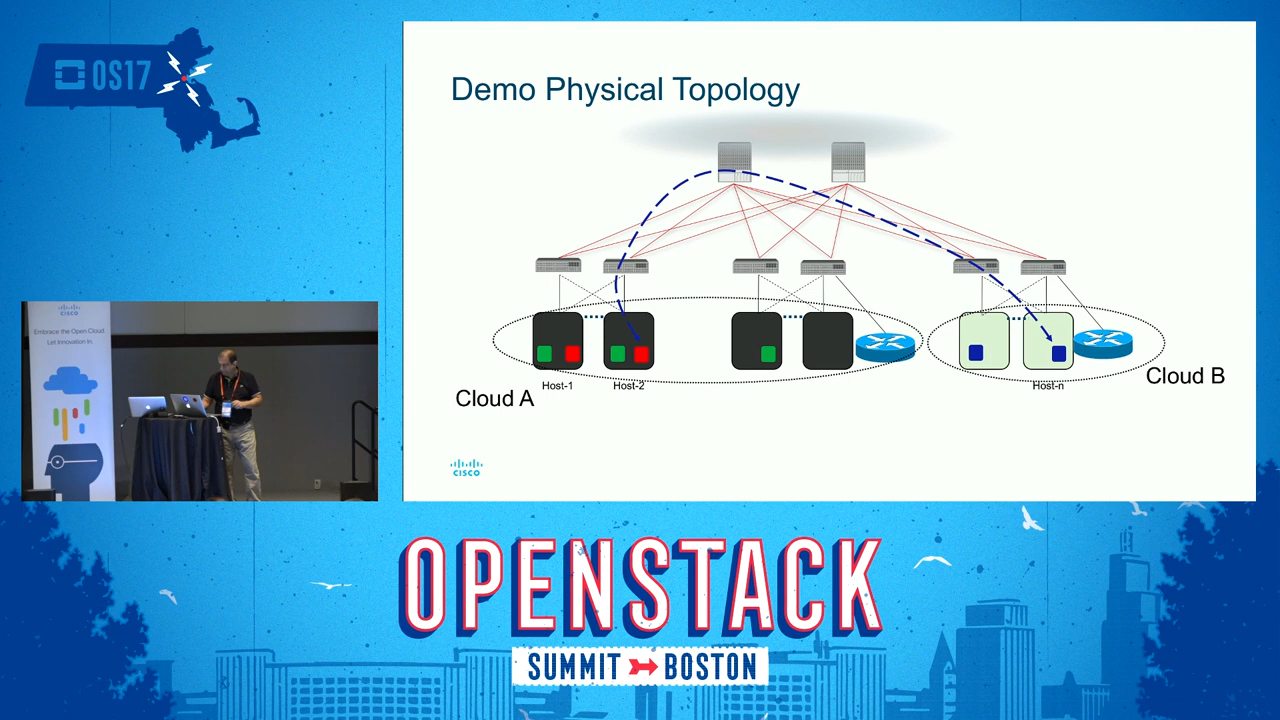 OS17
CISCO
Embrace the Open Cloud.
Let Innovation In.
Demo Physical Topology
Host-1
Host-2
Host-n
Cloud A
Cloud B
CISCO
OPENSTACK
SUMMIT BOSTON